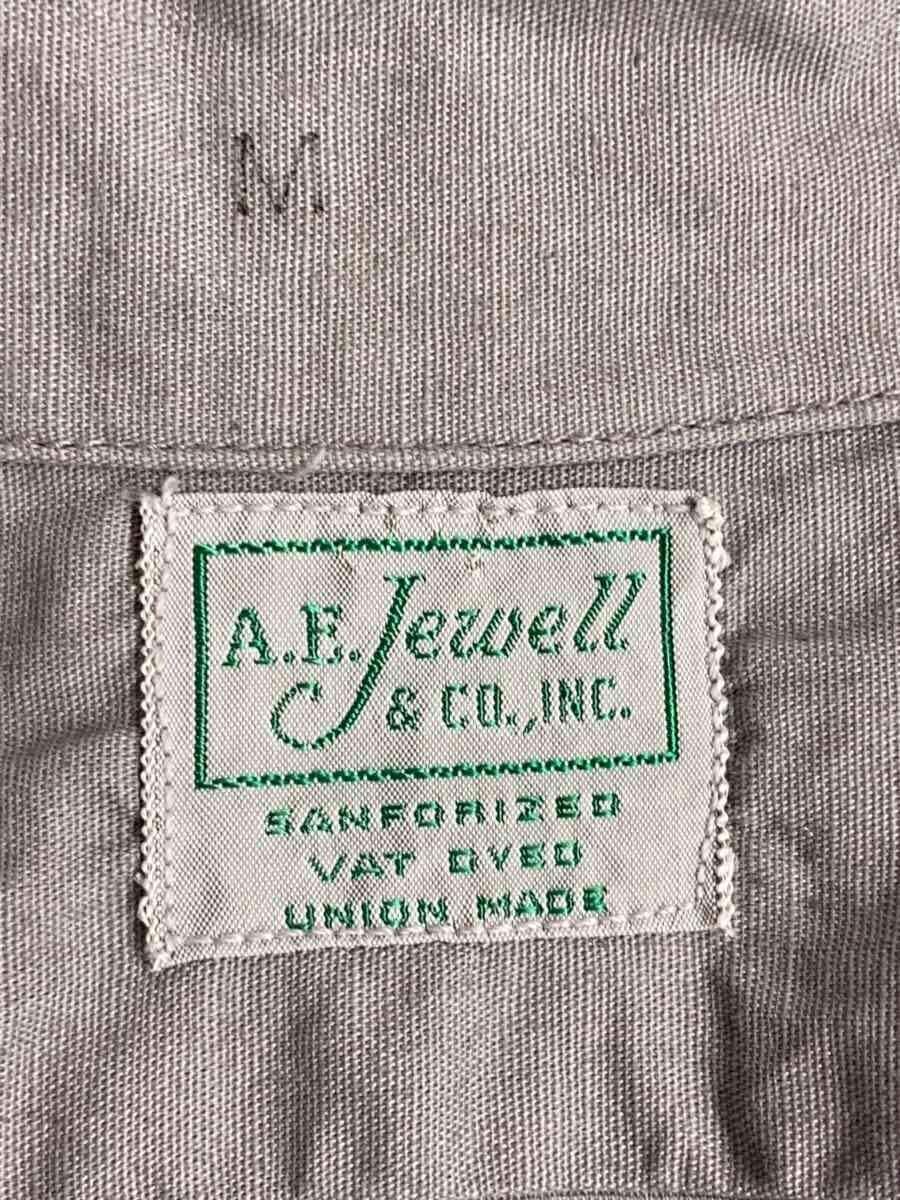 M
A.E. Jewell
& CO., INC.
SANFORIZED
VAT DYED
UNION MADE